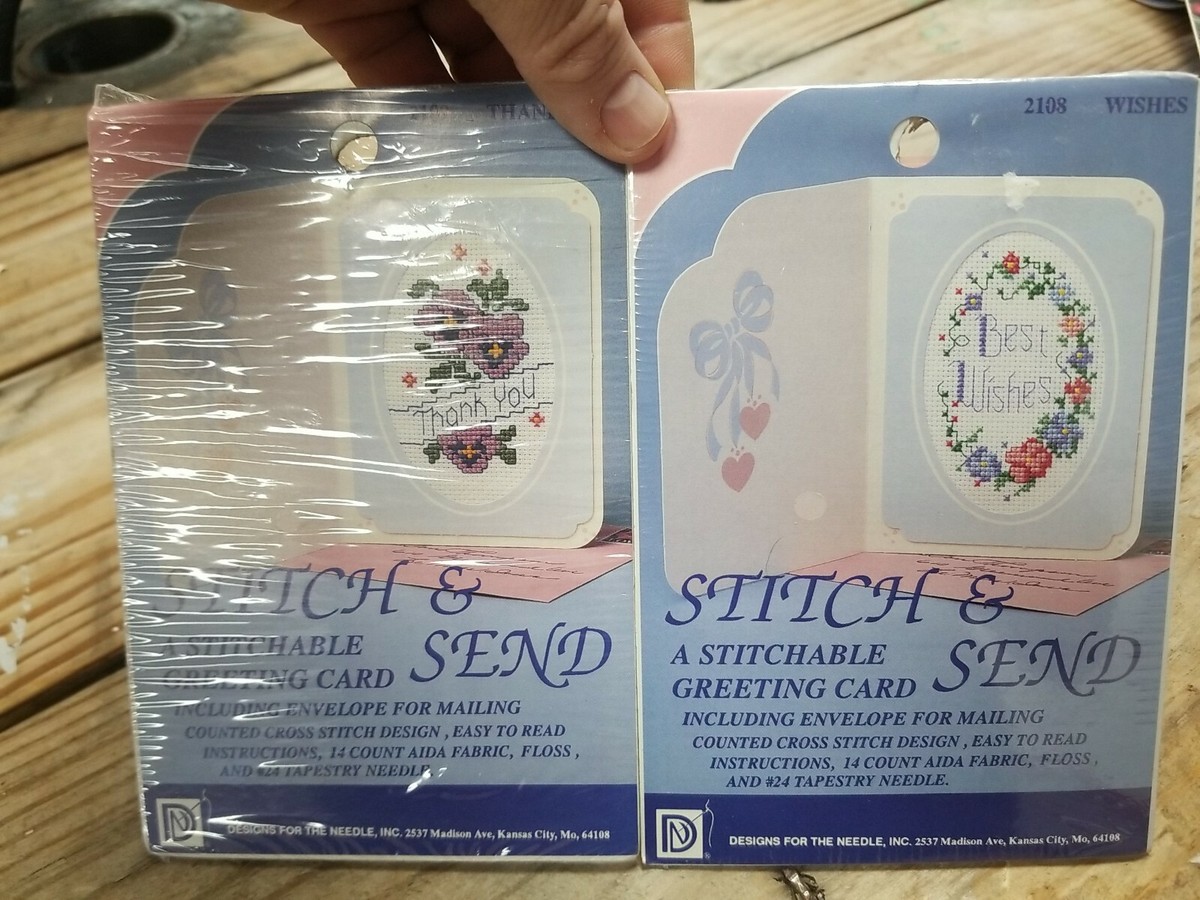 THAN
Thank You
STITCH &
SEND
A STITCHABLE
GREETING CARD
INCLUDING ENVELOPE FOR MAILING
COUNTED CROSS STITCH DESIGN , EASY TO READ
INSTRUCTIONS, 14 COUNT AIDA FABRIC, FLOSS ,
AND #24 TAPESTRY NEEDLE.
DN
DESIGNS FOR THE NEEDLE, INC. 2537 Madison Ave, Kansas City, Mo, 64108
2108 WISHES
Best
Wishes
STITCH &
SEND
A STITCHABLE
GREETING CARD
INCLUDING ENVELOPE FOR MAILING
COUNTED CROSS STITCH DESIGN , EASY TO READ
INSTRUCTIONS, 14 COUNT AIDA FABRIC, FLOSS ,
AND #24 TAPESTRY NEEDLE.
DN
DESIGNS FOR THE NEEDLE, INC. 2537 Madison Ave, Kansas City, Mo, 64108